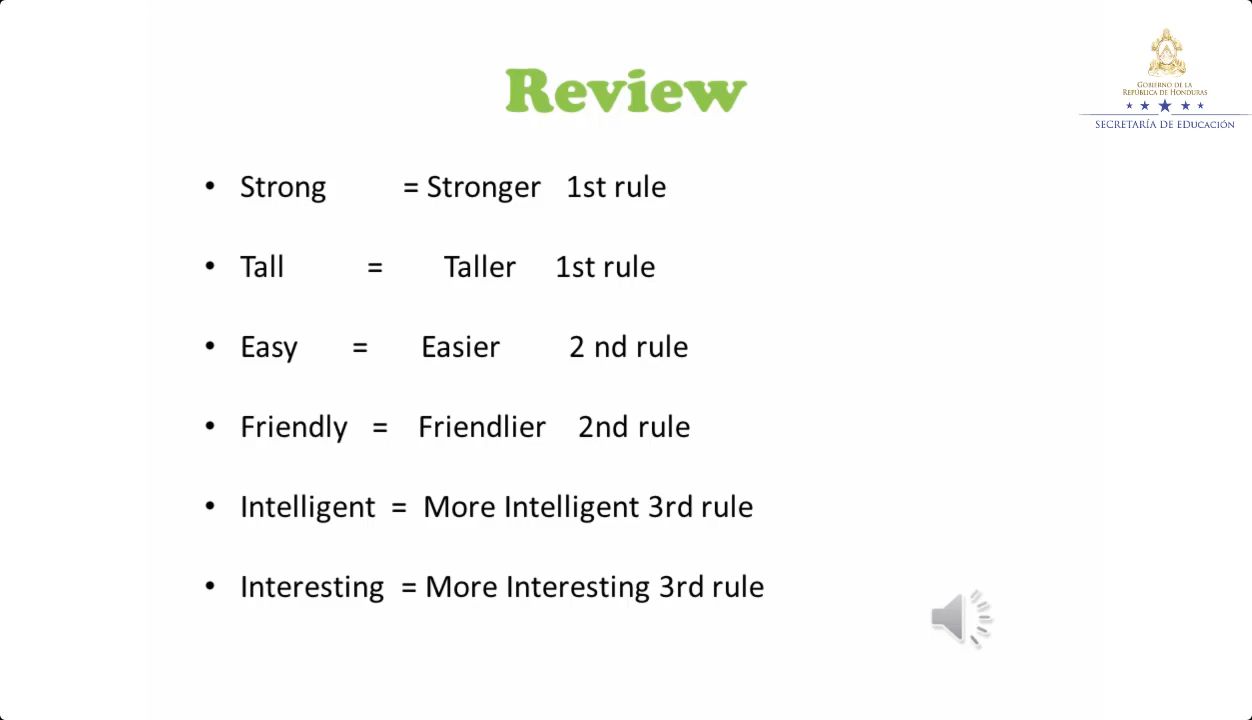 Review
GOBIERNO DE LA
REPÚBLICA DE HONDURAS
SECRETARÍA DE EDUCACIÓN
• Strong = Stronger 1st rule
• Tall = Taller 1st rule
• Easy = Easier 2 nd rule
• Friendly = Friendlier 2nd rule
• Intelligent = More Intelligent 3rd rule
• Interesting = More Interesting 3rd rule